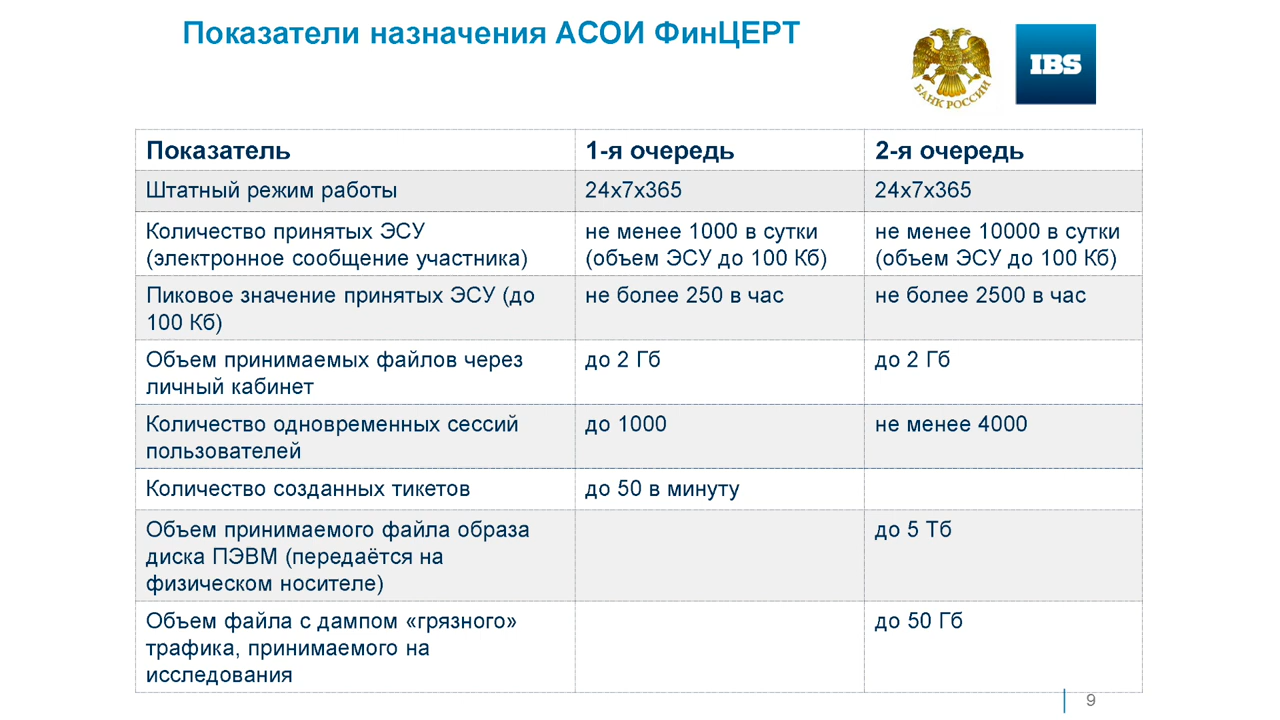 Показатели назначения АСОИ ФинЦЕРТ
БАНК РОССИИ
IBS
Показатель 1-я очередь 2-я очередь
Штатный режим работы 24x7x365 24x7x365
Количество принятых ЭСУ не менее 1000 в сутки не менее 10000 в сутки
(электронное сообщение участника) (объем ЭСУ до 100 Кб) (объем ЭСУ до 100 Кб)
Пиковое значение принятых ЭСУ (до не более 250 в час не более 2500 в час
100 Кб)
Объем принимаемых файлов через до 2 Гб до 2 Гб
личный кабинет
Количество одновременных сессий до 1000 не менее 4000
пользователей
Количество созданных тикетов до 50 в минуту
Объем принимаемого файла образа до 5 Тб
диска ПЭВМ (передаётся на
физическом носителе)
Объем файла с дампом «грязного» до 50 Гб
трафика, принимаемого на
исследования
9